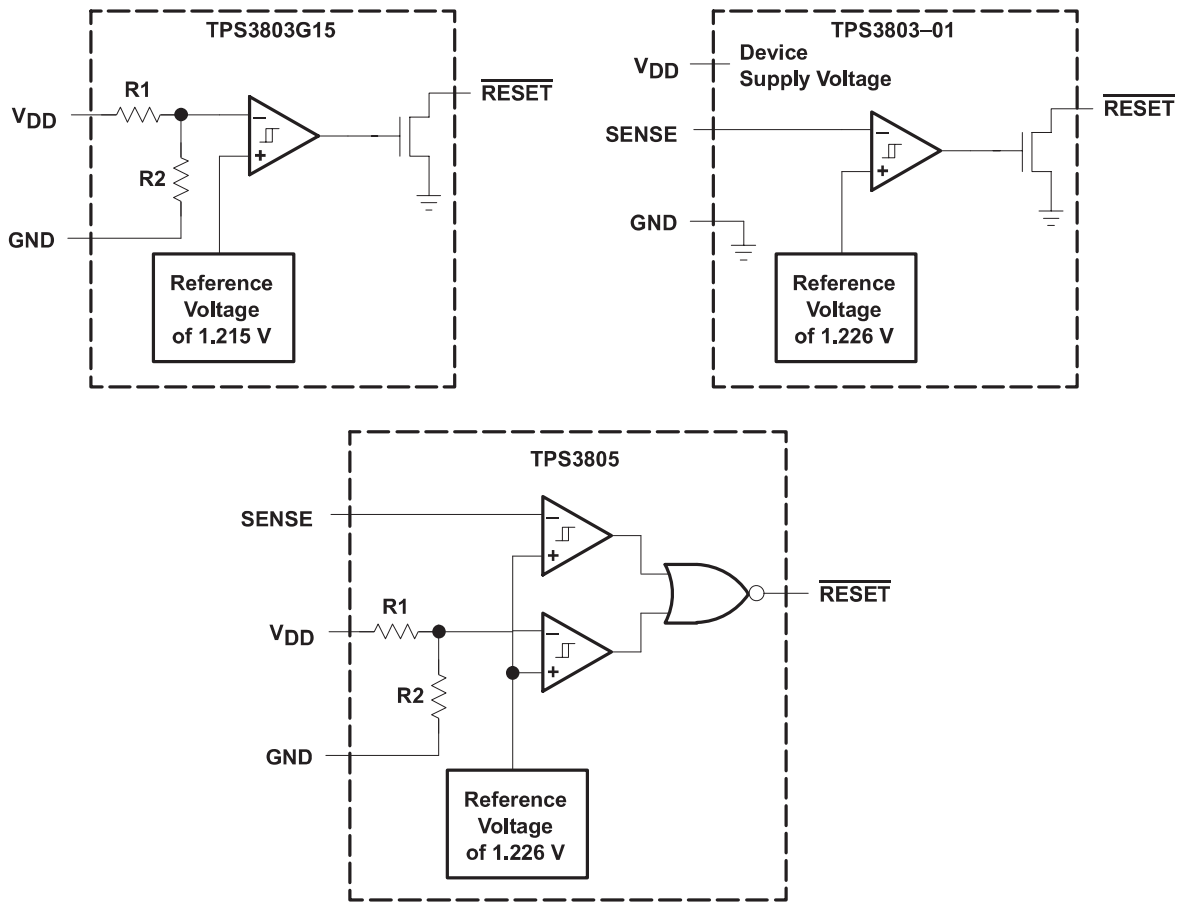 TPS3803G15
VDD
R1
R2
GND
−
+
RESET
Reference
Voltage
of 1.215 V
TPS3803–01
VDD
Device
Supply Voltage
SENSE
GND
−
+
RESET
Reference
Voltage
of 1.226 V
TPS3805
SENSE
−
+
R1
VDD
−
+
R2
GND
RESET
Reference
Voltage
of 1.226 V